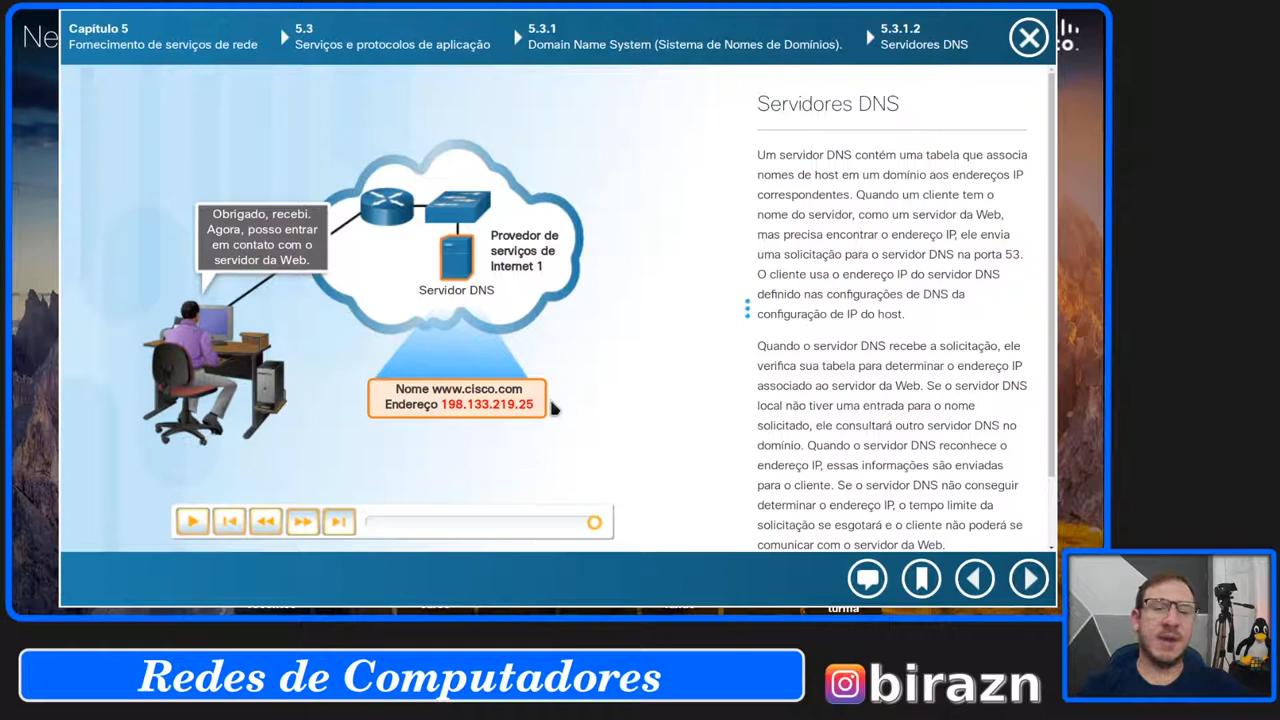 Ne
Capítulo 5
Fornecimento de serviços de rede
5.3
Serviços e protocolos de aplicação
5.3.1
Domain Name System (Sistema de Nomes de Domínios).
5.3.1.2
Servidores DNS
co.
Obrigado, recebi.
Agora, posso entrar
em contato com o
servidor da Web.
Provedor de
serviços de
Internet 1
Servidor DNS
Nome www.cisco.com
Endereço 198.133.219.25
Servidores DNS
Um servidor DNS contém uma tabela que associa
nomes de host em um domínio aos endereços IP
correspondentes. Quando um cliente tem o
nome do servidor, como um servidor da Web,
mas precisa encontrar o endereço IP, ele envia
uma solicitação para o servidor DNS na porta 53.
O cliente usa o endereço IP do servidor DNS
definido nas configurações de DNS da
configuração de IP do host.
Quando o servidor DNS recebe a solicitação, ele
verifica sua tabela para determinar o endereço IP
associado ao servidor da Web. Se o servidor DNS
local não tiver uma entrada para o nome
solicitado, ele consultará outro servidor DNS no
domínio. Quando o servidor DNS reconhece o
endereço IP, essas informações são enviadas
para o cliente. Se o servidor DNS não conseguir
determinar o endereço IP, o tempo limite da
solicitação se esgotará e o cliente não poderá se
comunicar com o servidor da Web.
turma
Redes de Computadores
birazn